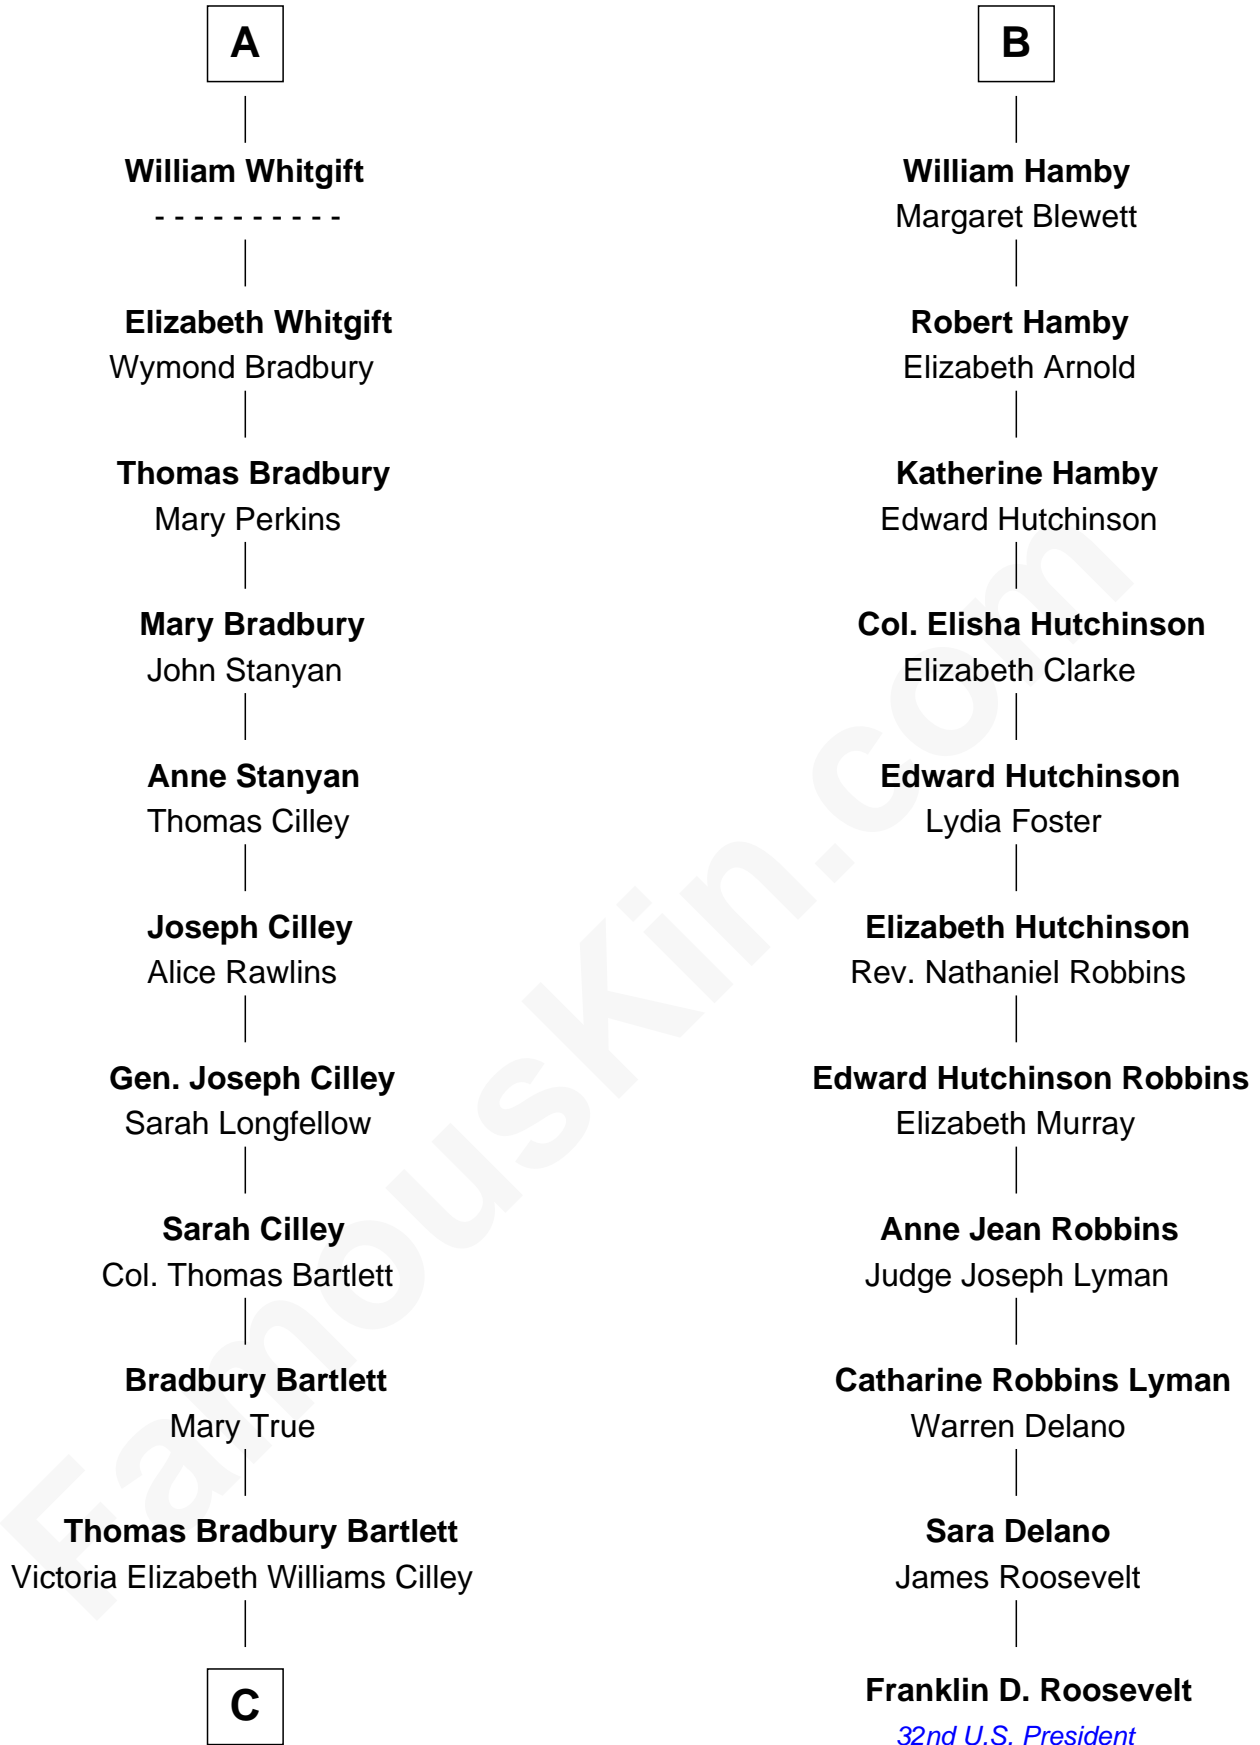 A
William Whitgift
- - - - - - - - - -
Elizabeth Whitgift
Wymond Bradbury
Thomas Bradbury
Mary Perkins
Mary Bradbury
John Stanyan
Anne Stanyan
Thomas Cilley
Joseph Cilley
Alice Rawlins
Gen. Joseph Cilley
Sarah Longfellow
Sarah Cilley
Col. Thomas Bartlett
Bradbury Bartlett
Mary True
Thomas Bradbury Bartlett
Victoria Elizabeth Williams Cilley
C
B
William Hamby
Margaret Blewett
Robert Hamby
Elizabeth Arnold
Katherine Hamby
Edward Hutchinson
Col. Elisha Hutchinson
Elizabeth Clarke
Edward Hutchinson
Lydia Foster
Elizabeth Hutchinson
Rev. Nathaniel Robbins
Edward Hutchinson Robbins
Elizabeth Murray
Anne Jean Robbins
Judge Joseph Lyman
Catharine Robbins Lyman
Warren Delano
Sara Delano
James Roosevelt
Franklin D. Roosevelt
32nd U.S. President
FamousKin.com